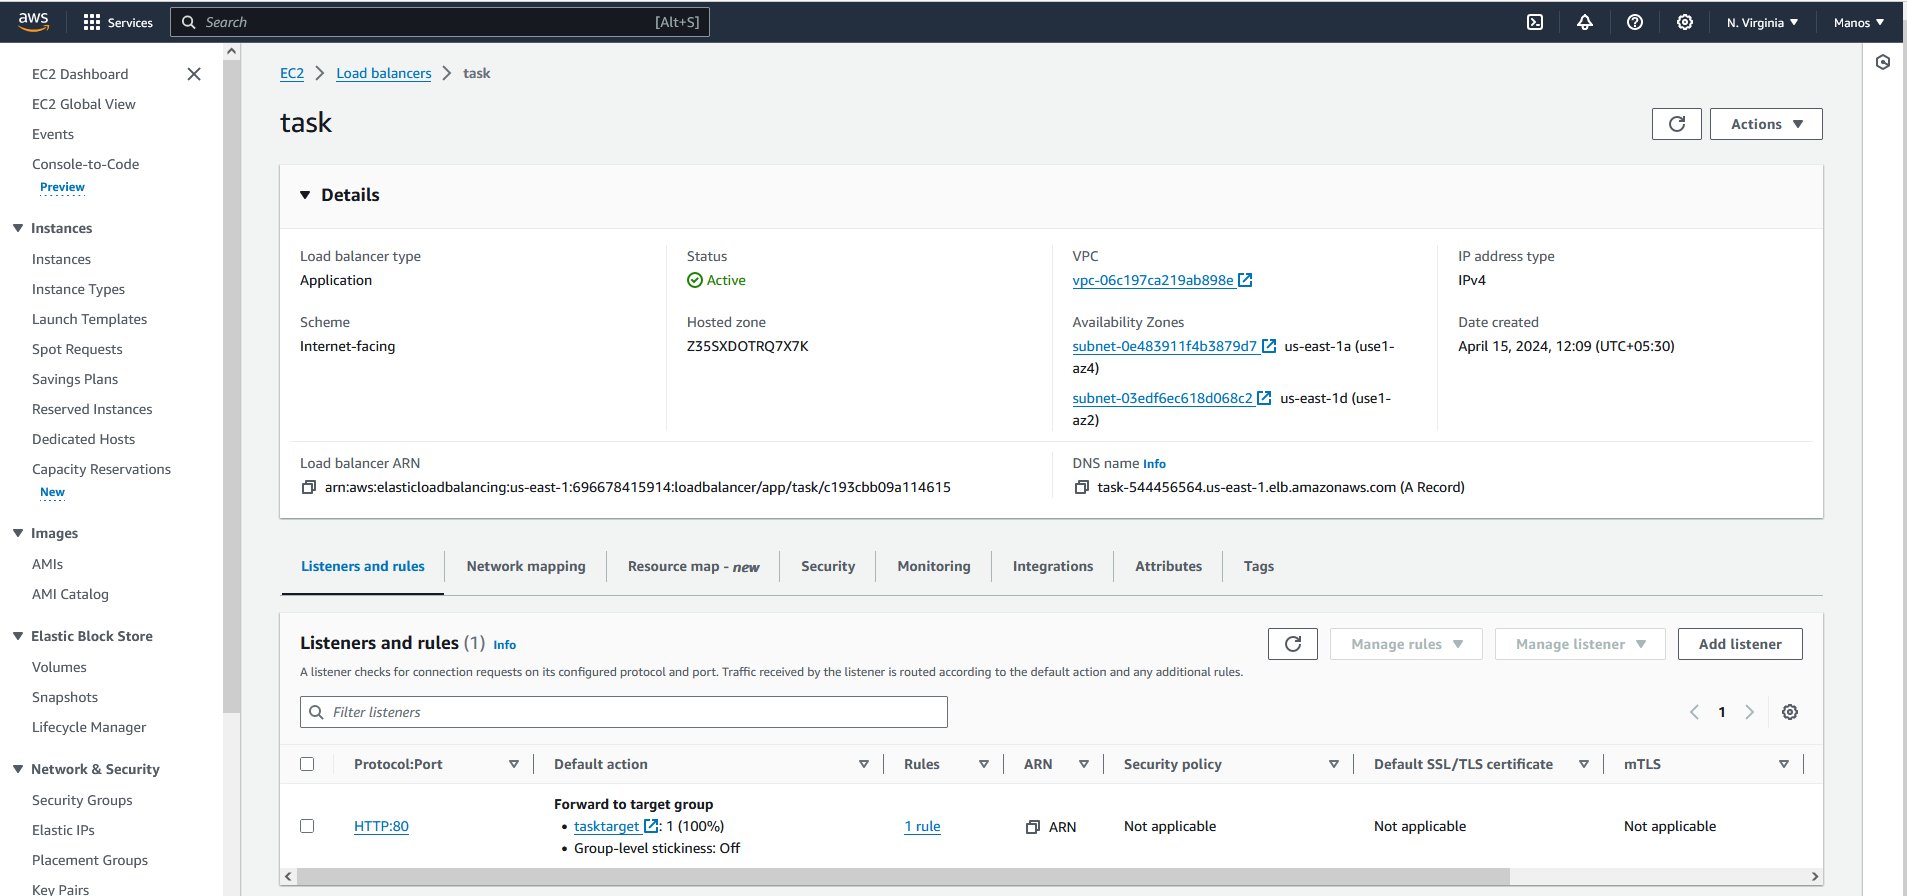 aws
Services
Search
[Alt+S]
N. Virginia
Manos
EC2 Dashboard
EC2 Global View
Events
Console-to-Code
Preview
Instances
Instances
Instance Types
Launch Templates
Spot Requests
Savings Plans
Reserved Instances
Dedicated Hosts
Capacity Reservations
New
Images
AMIs
AMI Catalog
Elastic Block Store
Volumes
Snapshots
Lifecycle Manager
Network & Security
Security Groups
Elastic IPs
Placement Groups
Key Pairs
EC2 > Load balancers > task
task
Actions
Details
Load balancer type
Application
Status
Active
VPC
vpc-06c197ca219ab898e
IP address type
IPv4
Scheme
Internet-facing
Hosted zone
Z35SXDOTRQ7X7K
Availability Zones
subnet-0e483911f4b3879d7 us-east-1a (use1-
az4)
subnet-03edf6ec618d068c2 us-east-1d (use1-
az2)
Date created
April 15, 2024, 12:09 (UTC+05:30)
Load balancer ARN
arn:aws:elasticloadbalancing:us-east-1:696678415914:loadbalancer/app/task/c193cbb09a114615
DNS name Info
task-544456564.us-east-1.elb.amazonaws.com (A Record)
Listeners and rules
Network mapping
Resource map - new
Security
Monitoring
Integrations
Attributes
Tags
Listeners and rules (1) Info
Manage rules
Manage listener
Add listener
A listener checks for connection requests on its configured protocol and port. Traffic received by the listener is routed according to the default action and any additional rules.
Filter listeners
1
Protocol:Port
Default action
Rules
ARN
Security policy
Default SSL/TLS certificate
mTLS
HTTP:80
Forward to target group
• tasktarget : 1 (100%)
• Group-level stickiness: Off
1 rule
ARN
Not applicable
Not applicable
Not applicable